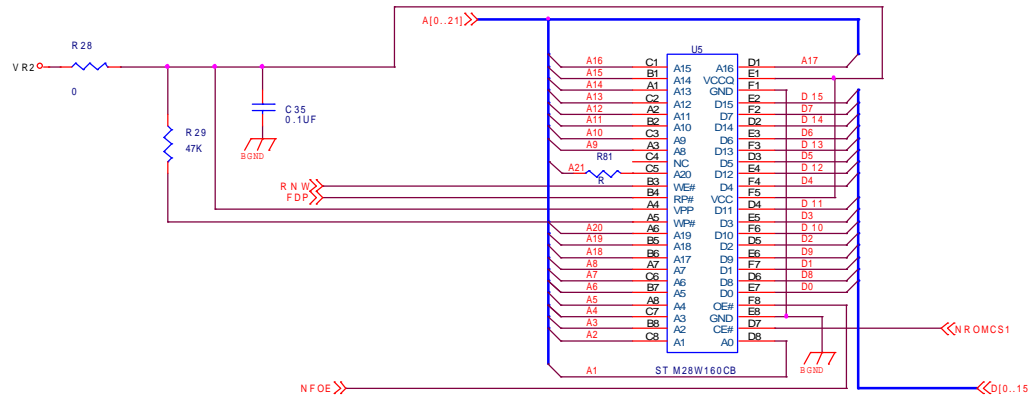 A[0..21]
U5
R28
VR2
0
C35
0.1UF
BGND
R29
47K
RNW
FDP
A16 C1 A15 A16 D1 A17
A15 B1 A14 VCCQ E1
A14 A1 A13 GND F1
A13 C2 A12 D15 E2 D 15
A12 A2 A11 D7 F2 D7
A11 B2 A10 D14 D2 D 14
A10 C3 A9 D6 E3 D6
A9 A3 A8 D13 F3 D 13
C4 NC D5 D3 D5
A21 R81 R C5 A20 D12 E4 D 12
B3 WE# D4 F4 D4
B4 RP# VCC F5
A4 VPP D11 D4 D 11
A5 WP# D3 E5 D3
A20 A6 A19 D10 F6 D 10
A19 B5 A18 D2 D5 D2
A18 B6 A17 D9 E6 D9
A8 A7 A7 D1 F7 D1
A7 C6 A6 D8 D6 D8
A6 B7 A5 D0 E7 D0
A5 A8 A4 OE# F8
A4 C7 A3 GND E8
A3 B8 A2 CE# D7 NROMCS1
A2 C8 A1 A0 D8
BGND
A1
ST M28W160CB
NFOE
D[0..15